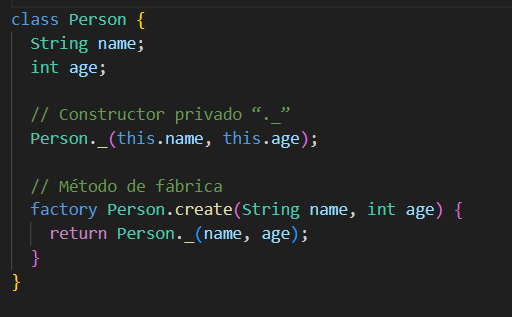 class Person {
  String name;
  int age;

  // Constructor privado “._”
  Person._(this.name, this.age);

  // Método de fábrica
  factory Person.create(String name, int age) {
    return Person._(name, age);
  }
}